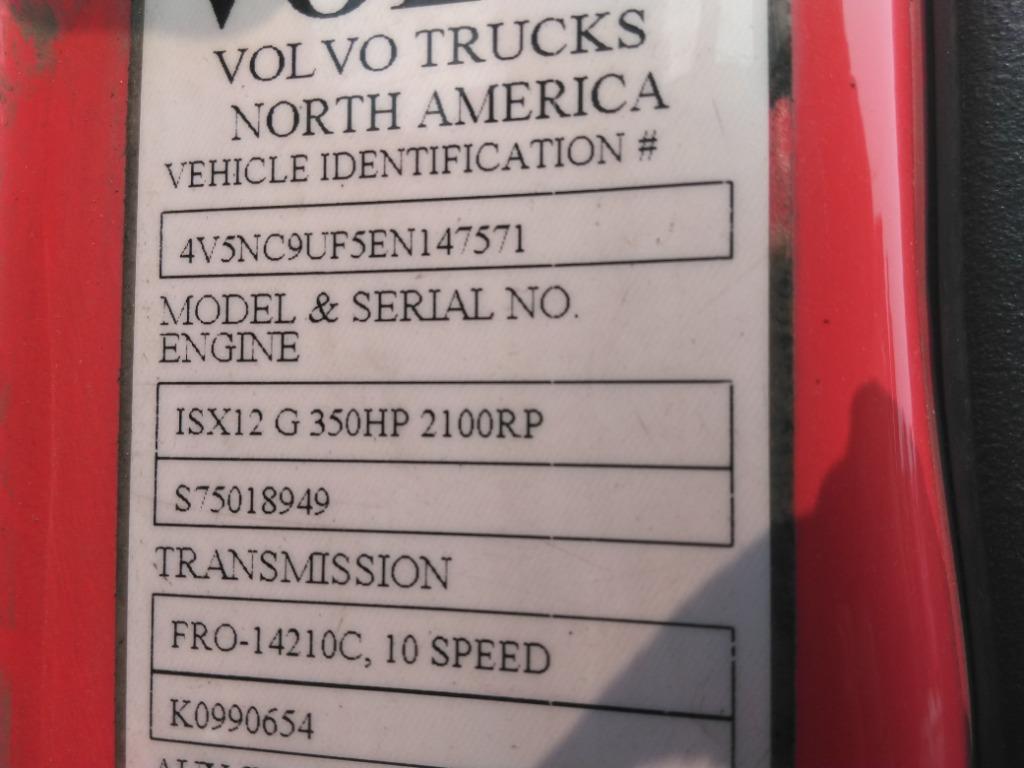 VOLVO TRUCKS
NORTH AMERICA
VEHICLE IDENTIFICATION #
4V5NC9UF5EN147571
MODEL & SERIAL NO.
ENGINE
ISX12 G 350HP 2100RP
S75018949
TRANSMISSION
FRO-14210C, 10 SPEED
K0990654